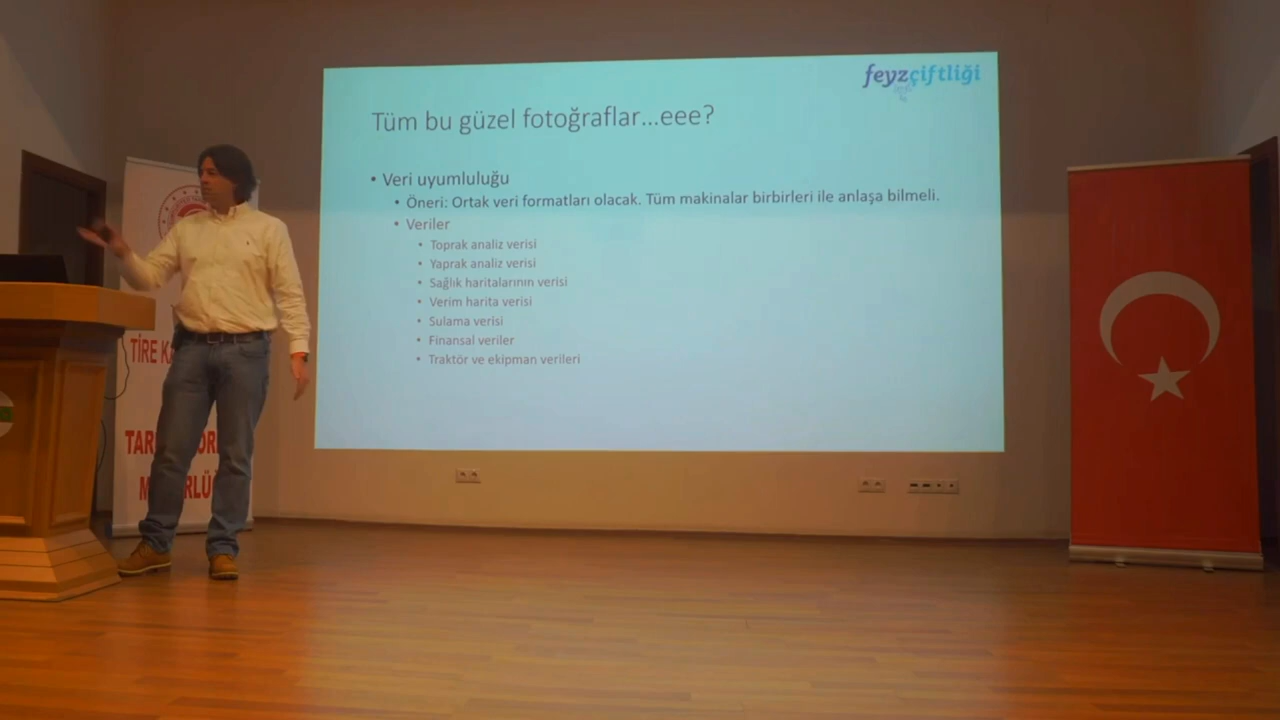 feyzçiftliği
Tüm bu güzel fotoğraflar...eee?
• Veri uyumluluğu
• Öneri: Ortak veri formatları olacak. Tüm makinalar birbirleri ile anlaşa bilmeli.
• Veriler
• Toprak analiz verisi
• Yaprak analiz verisi
• Sağlık haritalarının verisi
• Verim harita verisi
• Sulama verisi
• Finansal veriler
• Traktör ve ekipman verileri
TİRE